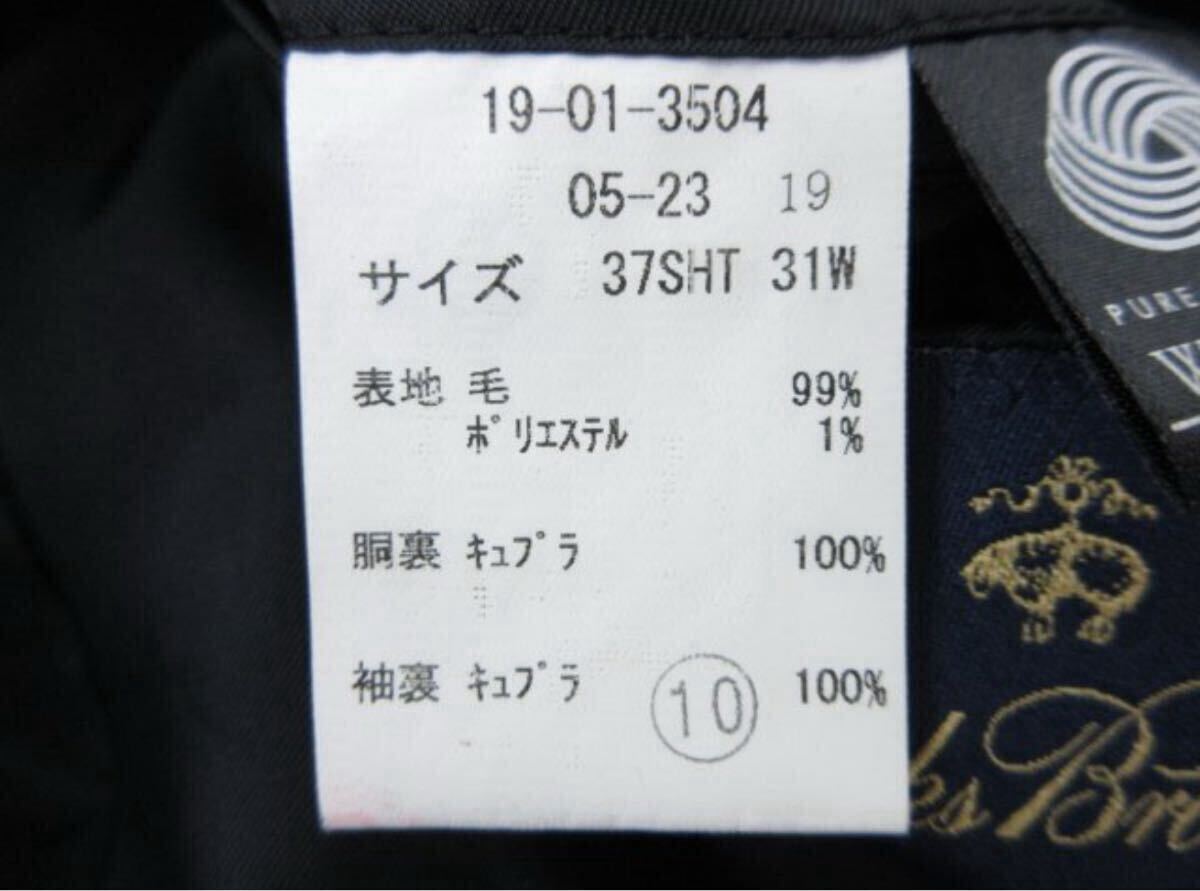 19-01-3504
05-23 19
サイズ 37SHT 31W
表地 毛 99%
ポリエステル 1%
胴裏 キュプラ 100%
袖裏 キュプラ 100%
10
PURE
W
ks Bro